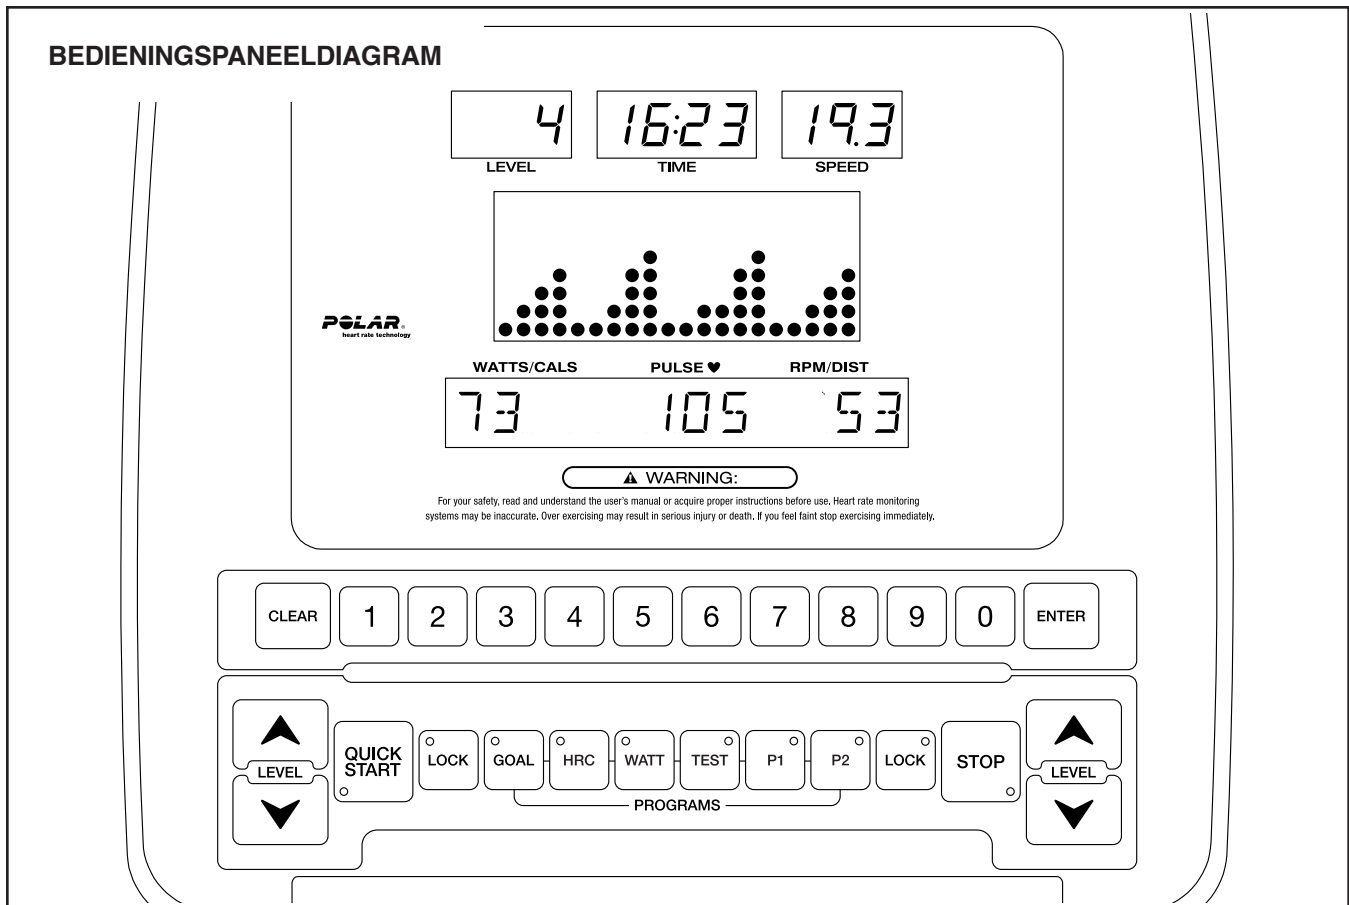 BEDIENINGSPANEELDIAGRAM
4 16:23 19.3
LEVEL TIME SPEED
POLAR®
heart rate technology
WATTS/CALS PULSE ♥ RPM/DIST
73 105 53
⚠ WARNING:
For your safety, read and understand the user's manual or acquire proper instructions before use. Heart rate monitoring
systems may be inaccurate. Over exercising may result in serious injury or death. If you feel faint stop exercising immediately.
CLEAR 1 2 3 4 5 6 7 8 9 0 ENTER
LEVEL
QUICK
START
LOCK GOAL HRC WATT TEST P1 P2 LOCK STOP
LEVEL
PROGRAMS